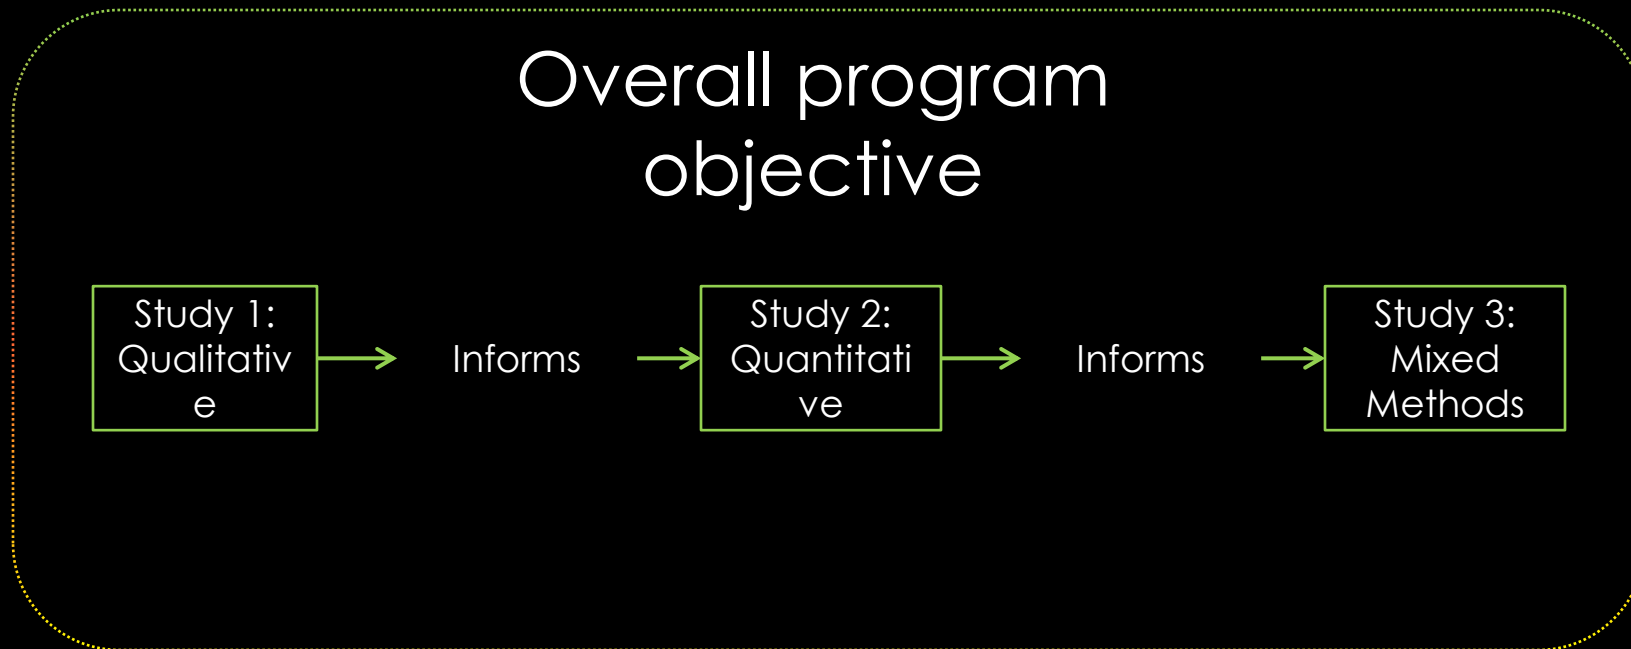 Overall program
objective
Study 1:
Qualitativ
e
Informs
Study 2:
Quantitati
ve
Informs
Study 3:
Mixed
Methods